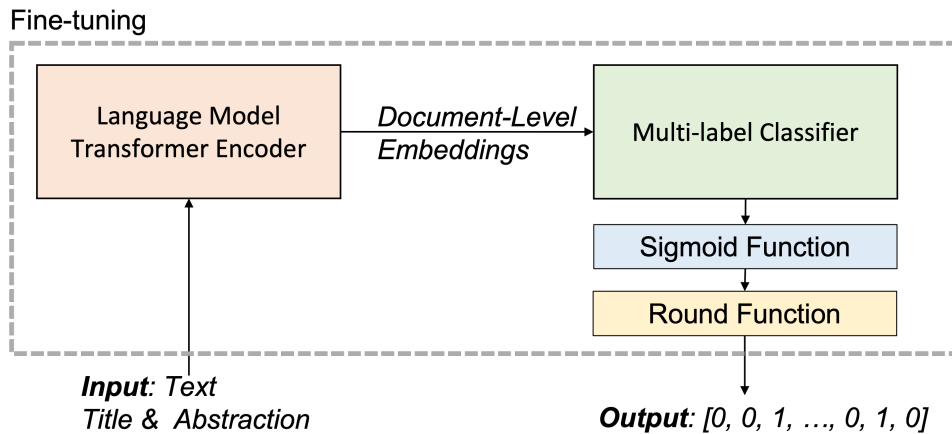 Fine-tuning
Language Model
Transformer Encoder
Document-Level
Embeddings
Multi-label Classifier
Sigmoid Function
Round Function
Input: Text
Title & Abstraction
Output: [0, 0, 1, ..., 0, 1, 0]